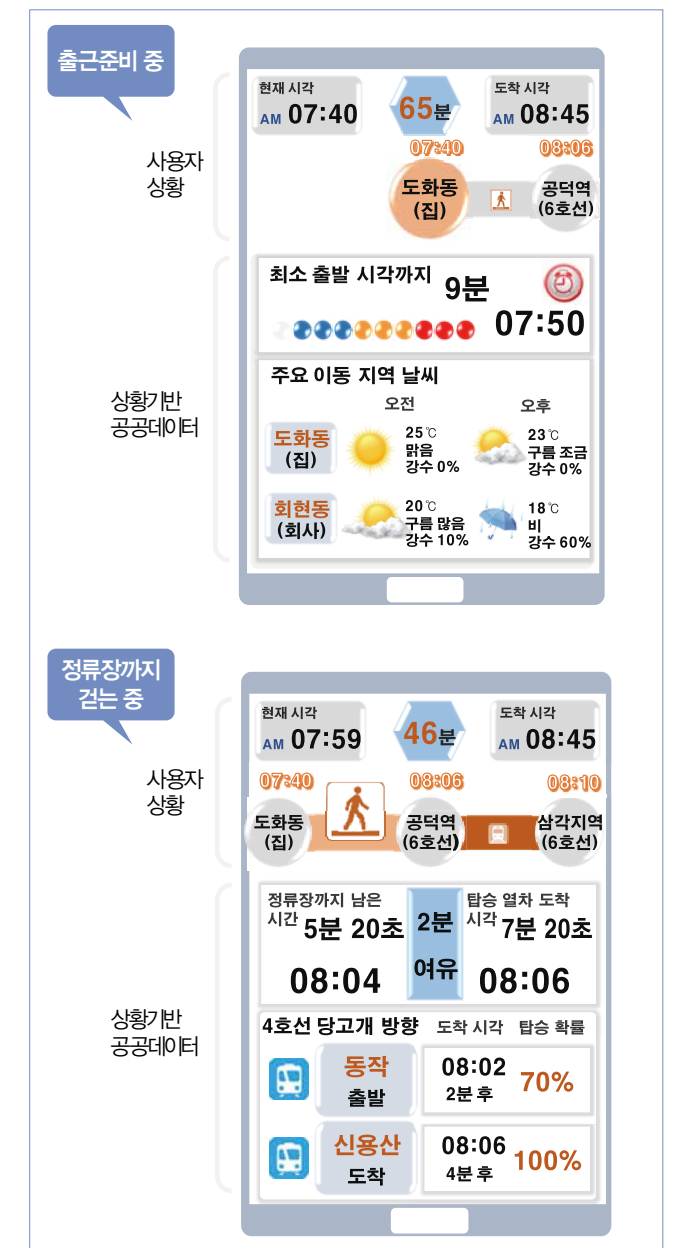 출근준비 중
사용자
상황
현재 시각
AM 07:40
65분
도착 시각
AM 08:45
07:40
08:06
도화동
(집)
공덕역
(6호선)
상황기반
공공데이터
최소 출발 시각까지
9분
07:50
주요 이동 지역 날씨
오전
오후
도화동
(집)
25℃
맑음
강수 0%
23℃
구름 조금
강수 0%
회현동
(회사)
20℃
구름 많음
강수 10%
18℃
비
강수 60%
정류장까지
걷는 중
사용자
상황
현재 시각
AM 07:59
46분
도착 시각
AM 08:45
07:40
08:06
08:10
도화동
(집)
공덕역
(6호선)
삼각지역
(6호선)
상황기반
공공데이터
정류장까지 남은
시간 5분 20초
08:04
2분
여유
탑승 열차 도착
시각 7분 20초
08:06
4호선 당고개 방향 도착 시각 탑승 확률
동작
출발
08:02
2분 후
70%
신용산
도착
08:06
4분 후
100%